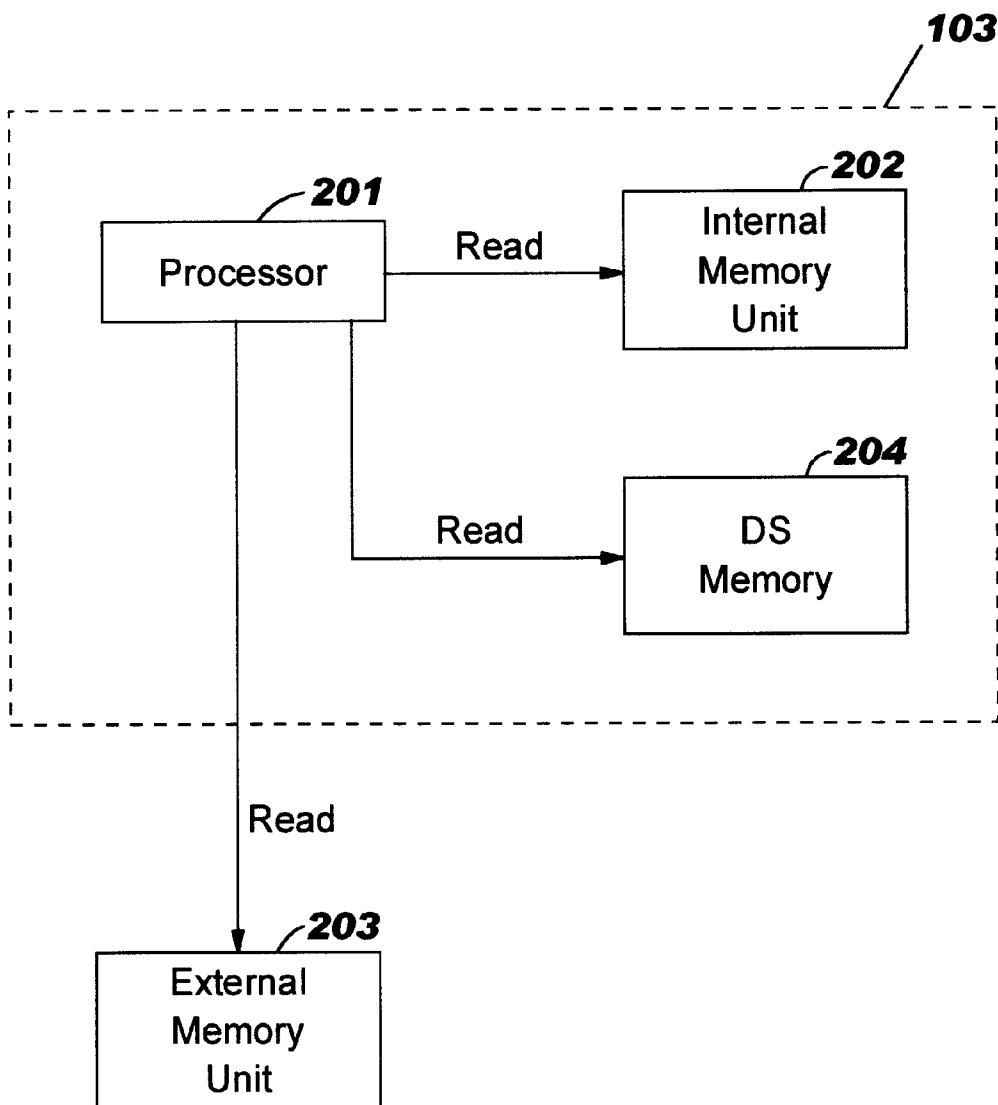 103
201
202
Processor
Read
Internal
Memory
Unit
204
Read
DS
Memory
Read
203
External
Memory
Unit